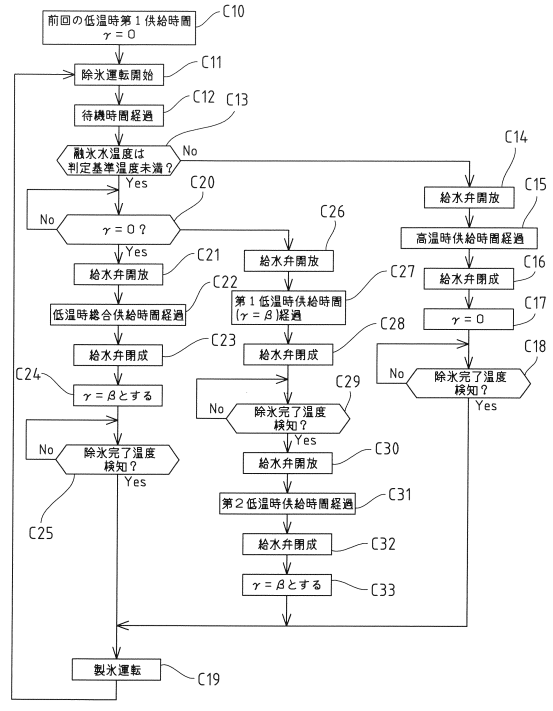 前回の低温時第1供給時間
γ=0
C10
除氷運転開始
C11
待機時間経過
C12
融氷水温度は
判定基準温度未満?
C13
No
Yes
給水弁開放
C14
高温時供給時間経過
C15
給水弁閉成
C16
γ=0
C17
除氷完了温度
検知?
C18
No
Yes
γ=0?
C20
No
Yes
給水弁開放
C21
低温時総合供給時間経過
C22
給水弁閉成
C23
γ=βとする
C24
除氷完了温度
検知?
No
Yes
C25
給水弁開放
C26
第1低温時供給時間
(γ=β)経過
C27
給水弁閉成
C28
除氷完了温度
検知?
C29
No
Yes
給水弁開放
C30
第2低温時供給時間経過
C31
給水弁閉成
C32
γ=βとする
C33
製氷運転
C19